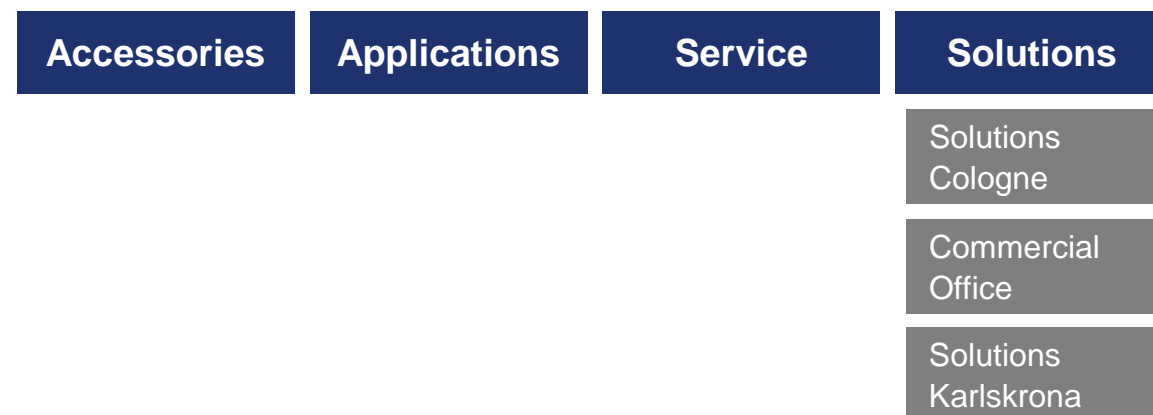 Accessories Applications Service Solutions
Solutions
Cologne
Commercial
Office
Solutions
Karlskrona